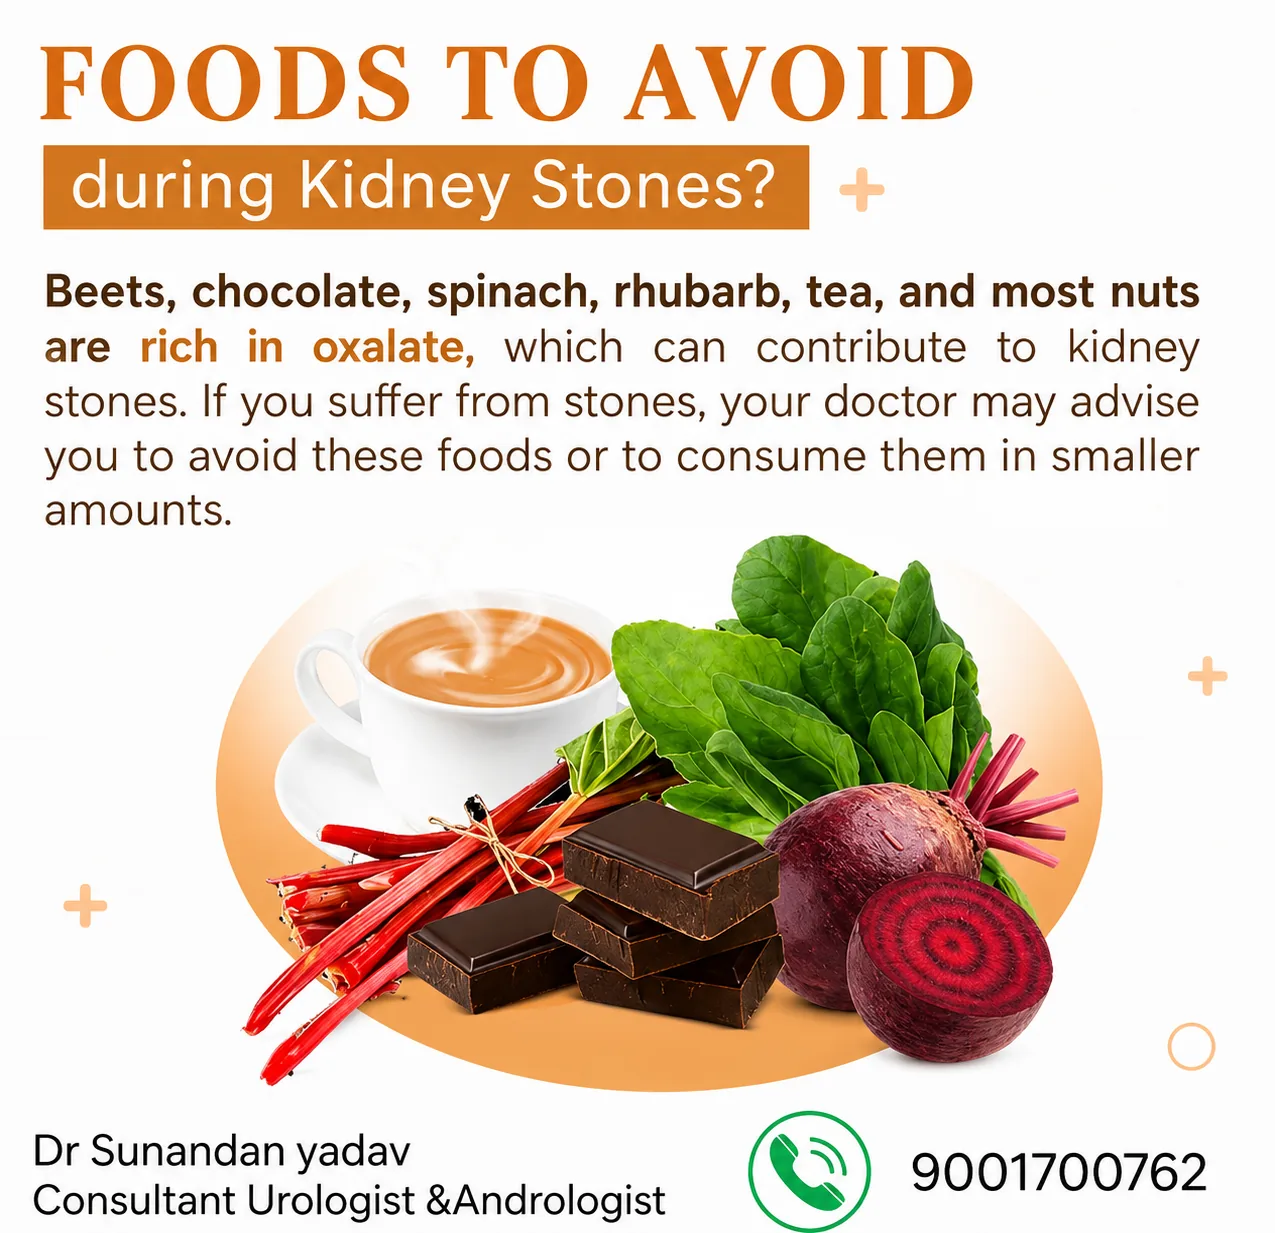 FOODS TO AVOID
during Kidney Stones?
Beets, chocolate, spinach, rhubarb, tea, and most nuts
are rich in oxalate, which can contribute to kidney
stones. If you suffer from stones, your doctor may advise
you to avoid these foods or to consume them in smaller
amounts.
Dr Sunandan yadav
Consultant Urologist &Andrologist
9001700762